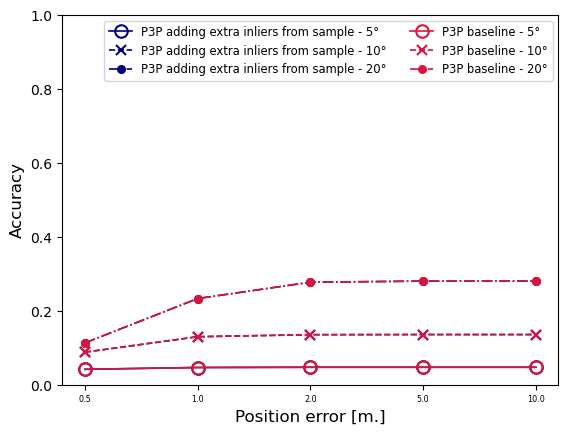 1.0
0.8
0.6
0.4
0.2
0.0
Accuracy
P3P adding extra inliers from sample - 5°
P3P adding extra inliers from sample - 10°
P3P adding extra inliers from sample - 20°
P3P baseline - 5°
P3P baseline - 10°
P3P baseline - 20°
0.5 1.0 2.0 5.0 10.0
Position error [m.]